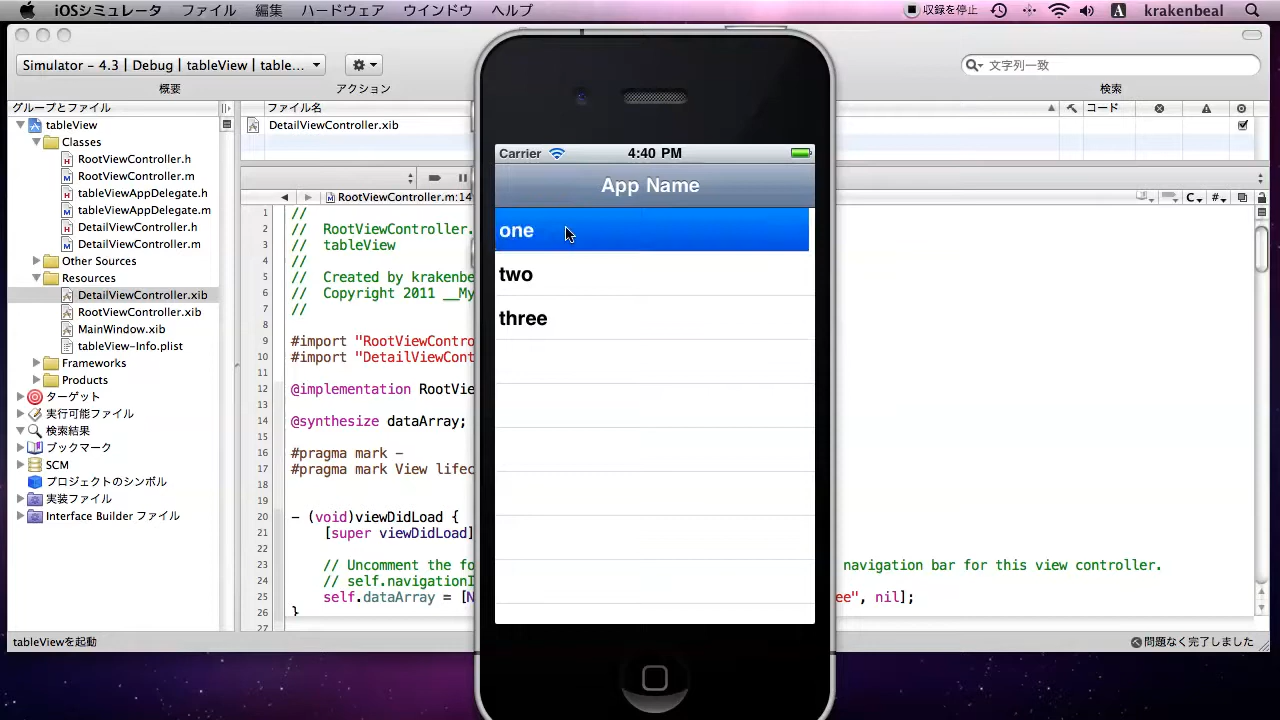 iOSシミュレータ ファイル 編集 ハードウェア ウインドウ ヘルプ 収録を停止 A krakenbeal
Simulator - 4.3 | Debug | tableView | table... 文字列一致
概要 アクション 検索
グループとファイル ファイル名 コード
tableView
Classes
RootViewController.h
RootViewController.m
tableViewAppDelegate.h
tableViewAppDelegate.m
DetailViewController.h
DetailViewController.m
Other Sources
Resources
DetailViewController.xib
RootViewController.xib
MainWindow.xib
tableView-Info.plist
Frameworks
Products
ターゲット
実行可能ファイル
検索結果
ブックマーク
SCM
プロジェクトのシンボル
実装ファイル
Interface Builder ファイル
DetailViewController.xib
RootViewController.m:14 C #
1 //
2 // RootViewController.
3 // tableView
4 //
5 // Created by krakenbe
6 // Copyright 2011 __My
7 //
8
9 #import "RootViewContro
10 #import "DetailViewCont
11
12 @implementation RootVie
13
14 @synthesize dataArray;
15
16 #pragma mark -
17 #pragma mark View lifec
18
19
20 - (void)viewDidLoad {
21 [super viewDidLoad]
22
23 // Uncomment the fo navigation bar for this view controller.
24 // self.navigationI
25 self.dataArray = [N ee", nil];
26 }
27
Carrier 4:40 PM
App Name
one
two
three
tableViewを起動 問題なく完了しました